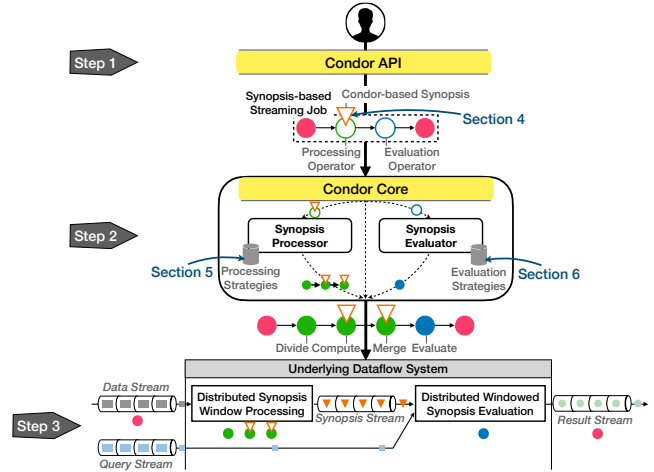 Step 1
Condor API
Synopsis-based
Streaming Job
Condor-based Synopsis
Section 4
Processing
Operator
Evaluation
Operator
Condor Core
Step 2
Synopsis
Processor
Synopsis
Evaluator
Section 5
Processing
Strategies
Evaluation
Strategies
Section 6
Divide
Compute
Merge
Evaluate
Underlying Dataflow System
Data Stream
Distributed Synopsis
Window Processing
Synopsis Stream
Distributed Windowed
Synopsis Evaluation
Result Stream
Step 3
Query Stream